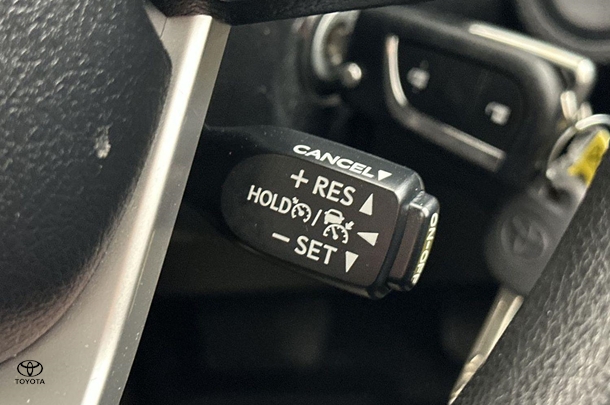 CANCEL▼
+ RES ▲
HOLD /
− SET ▼
ON·OFF
TOYOTA